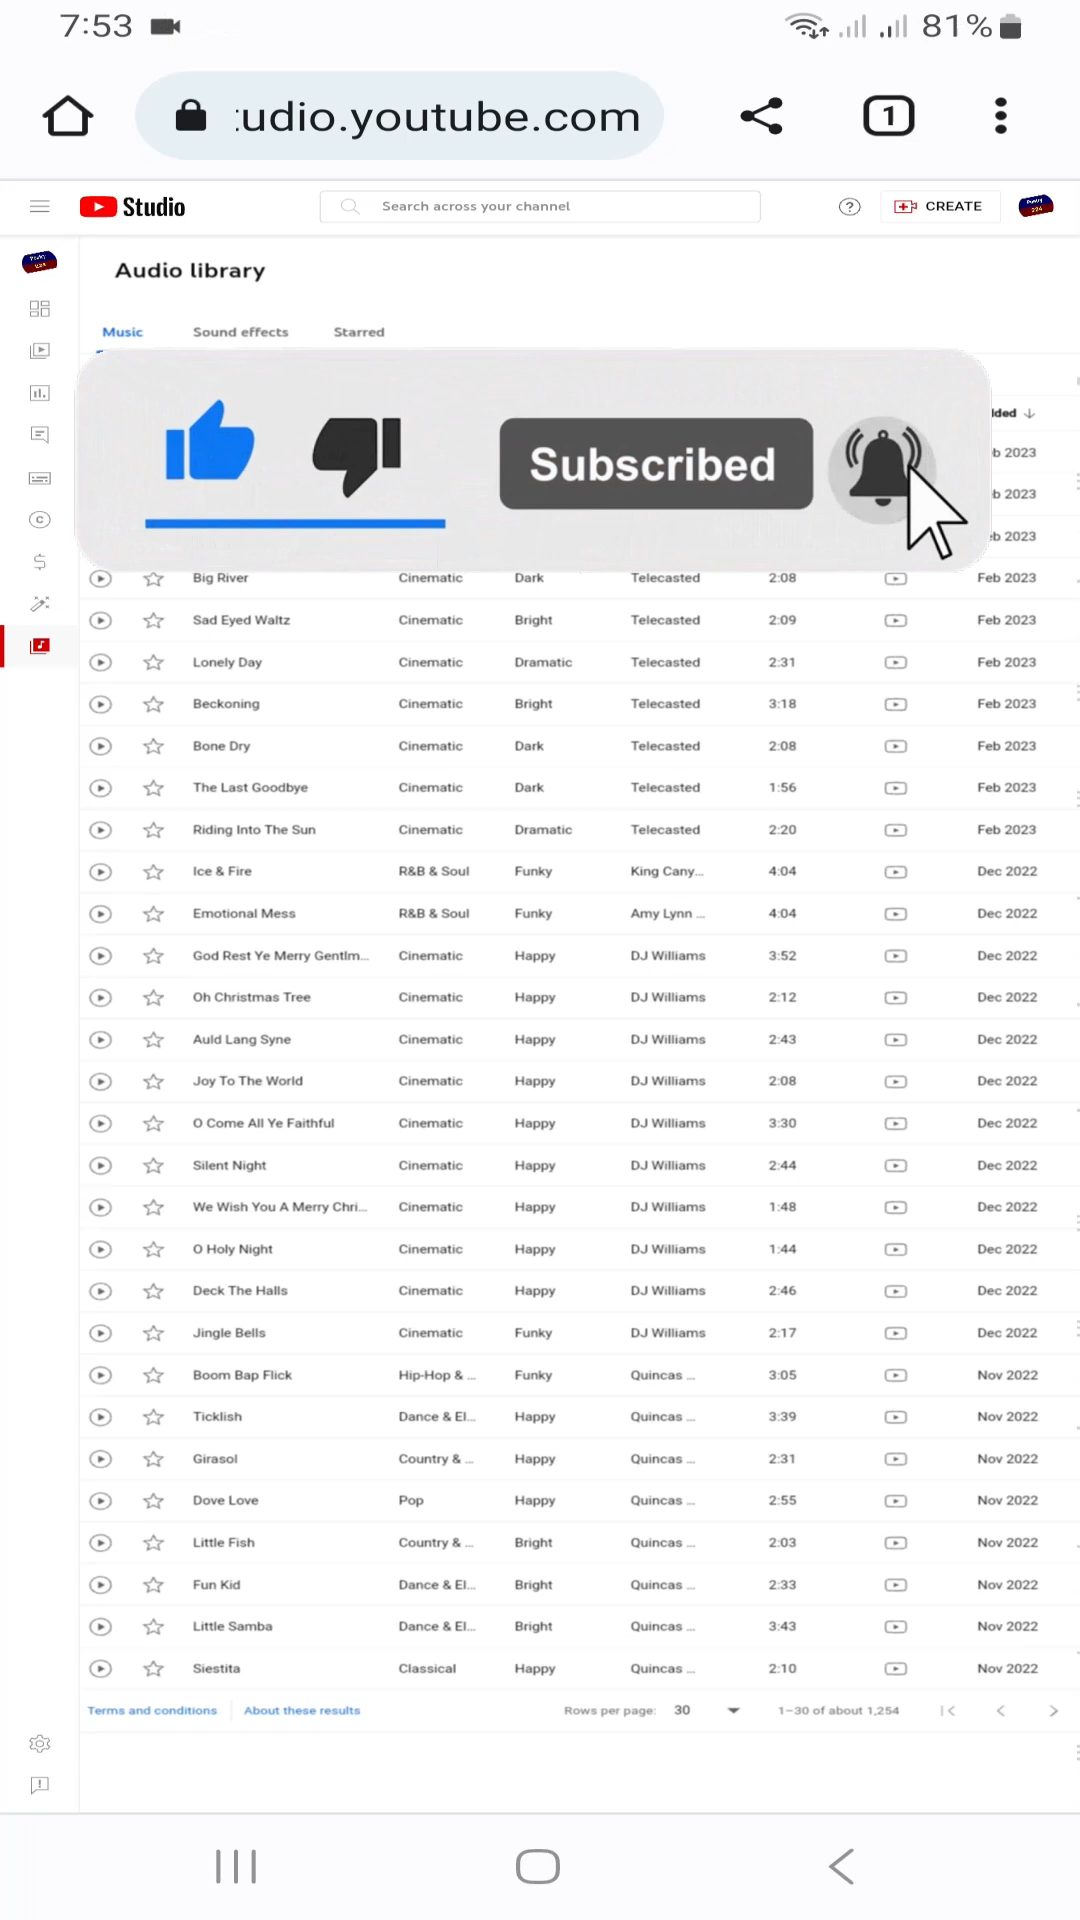 7:53 81%
:udio.youtube.com 1
Studio Search across your channel ? CREATE
Audio library
Music Sound effects Starred
dded ↓
b 2023
b 2023
eb 2023
Subscribed
Big River Cinematic Dark Telecasted 2:08 Feb 2023
Sad Eyed Waltz Cinematic Bright Telecasted 2:09 Feb 2023
Lonely Day Cinematic Dramatic Telecasted 2:31 Feb 2023
Beckoning Cinematic Bright Telecasted 3:18 Feb 2023
Bone Dry Cinematic Dark Telecasted 2:08 Feb 2023
The Last Goodbye Cinematic Dark Telecasted 1:56 Feb 2023
Riding Into The Sun Cinematic Dramatic Telecasted 2:20 Feb 2023
Ice & Fire R&B & Soul Funky King Cany... 4:04 Dec 2022
Emotional Mess R&B & Soul Funky Amy Lynn ... 4:04 Dec 2022
God Rest Ye Merry Gentlm... Cinematic Happy DJ Williams 3:52 Dec 2022
Oh Christmas Tree Cinematic Happy DJ Williams 2:12 Dec 2022
Auld Lang Syne Cinematic Happy DJ Williams 2:43 Dec 2022
Joy To The World Cinematic Happy DJ Williams 2:08 Dec 2022
O Come All Ye Faithful Cinematic Happy DJ Williams 3:30 Dec 2022
Silent Night Cinematic Happy DJ Williams 2:44 Dec 2022
We Wish You A Merry Chri... Cinematic Happy DJ Williams 1:48 Dec 2022
O Holy Night Cinematic Happy DJ Williams 1:44 Dec 2022
Deck The Halls Cinematic Happy DJ Williams 2:46 Dec 2022
Jingle Bells Cinematic Funky DJ Williams 2:17 Dec 2022
Boom Bap Flick Hip-Hop & ... Funky Quincas ... 3:05 Nov 2022
Ticklish Dance & El... Happy Quincas ... 3:39 Nov 2022
Girasol Country & ... Happy Quincas ... 2:31 Nov 2022
Dove Love Pop Happy Quincas ... 2:55 Nov 2022
Little Fish Country & ... Bright Quincas ... 2:03 Nov 2022
Fun Kid Dance & El... Bright Quincas ... 2:33 Nov 2022
Little Samba Dance & El... Bright Quincas ... 3:43 Nov 2022
Siestita Classical Happy Quincas ... 2:10 Nov 2022
Terms and conditions About these results Rows per page: 30 1–30 of about 1,254